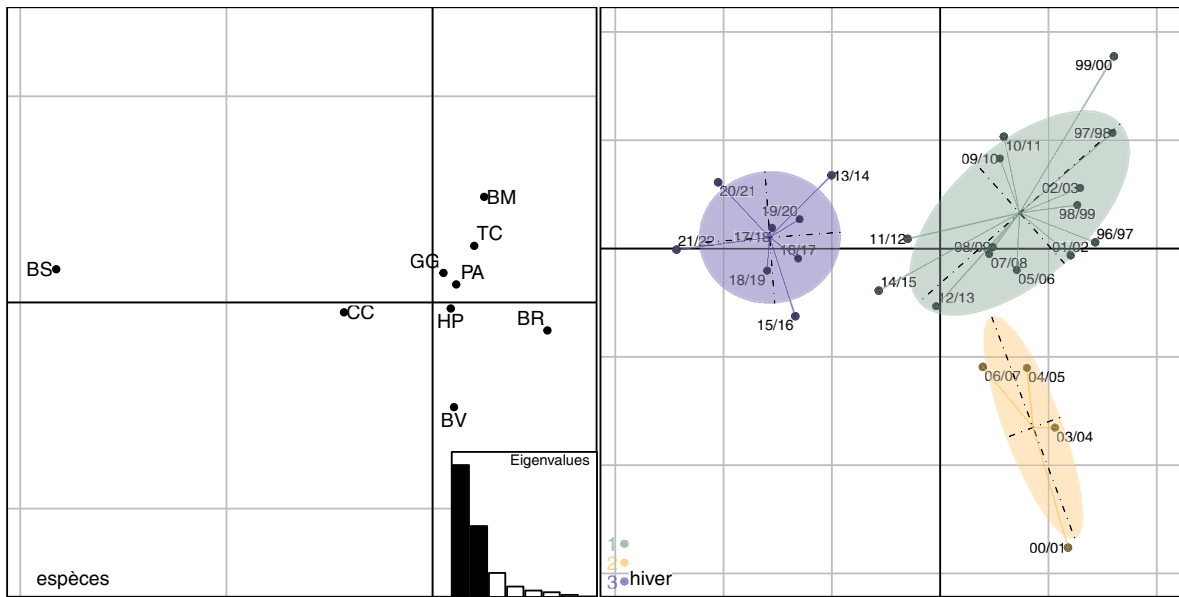 BM
TC
GG
PA
BS
CC
HP
BR
BV
Eigenvalues
espèces
99/00
97/98
10/11
09/10
02/03
98/99
96/97
11/12
08/09
01/02
07/08
05/06
14/15
12/13
20/21
13/14
19/20
17/18
21/22
16/17
18/19
15/16
06/07
04/05
03/04
00/01
1
2
3
hiver